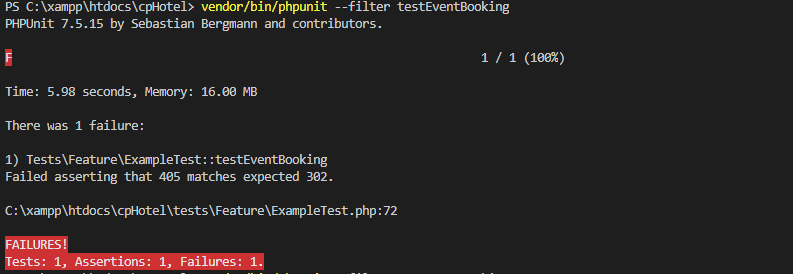 PS C:\xampp\htdocs\cpHotel> vendor/bin/phpunit --filter testEventBooking
PHPUnit 7.5.15 by Sebastian Bergmann and contributors.
F 1 / 1 (100%)
Time: 5.98 seconds, Memory: 16.00 MB
There was 1 failure:
1) Tests\Feature\ExampleTest::testEventBooking
Failed asserting that 405 matches expected 302.
C:\xampp\htdocs\cpHotel\tests\Feature\ExampleTest.php:72
FAILURES!
Tests: 1, Assertions: 1, Failures: 1.